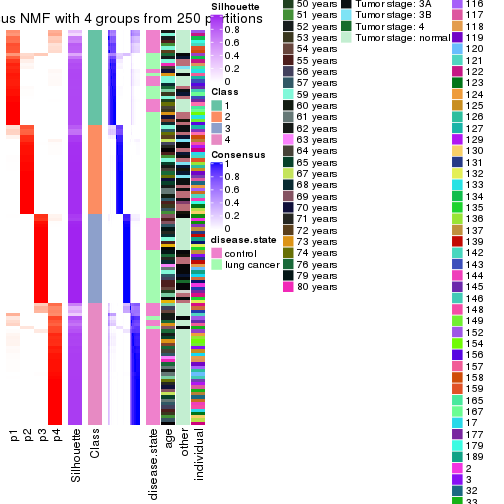 us NMF with 4 groups from 250 partitions
p1
p2
p3
p4
Silhouette
Class
disease.state
age
other
individual
Silhouette
1
0.8
0.6
0.4
0.2
0
Class
1
2
3
4
Consensus
1
0.8
0.6
0.4
0.2
0
disease.state
control
lung cancer
50 years
51 years
52 years
53 years
54 years
55 years
56 years
57 years
59 years
60 years
61 years
62 years
63 years
64 years
65 years
67 years
68 years
69 years
70 years
71 years
72 years
73 years
74 years
76 years
79 years
80 years
Tumor stage: 3A
Tumor stage: 3B
Tumor stage: 4
Tumor stage: normal
116
117
118
119
120
121
122
123
124
125
126
127
129
130
131
132
133
134
135
136
137
139
142
143
144
145
146
148
149
152
154
156
157
158
159
165
167
17
177
179
189
2
3
32
33